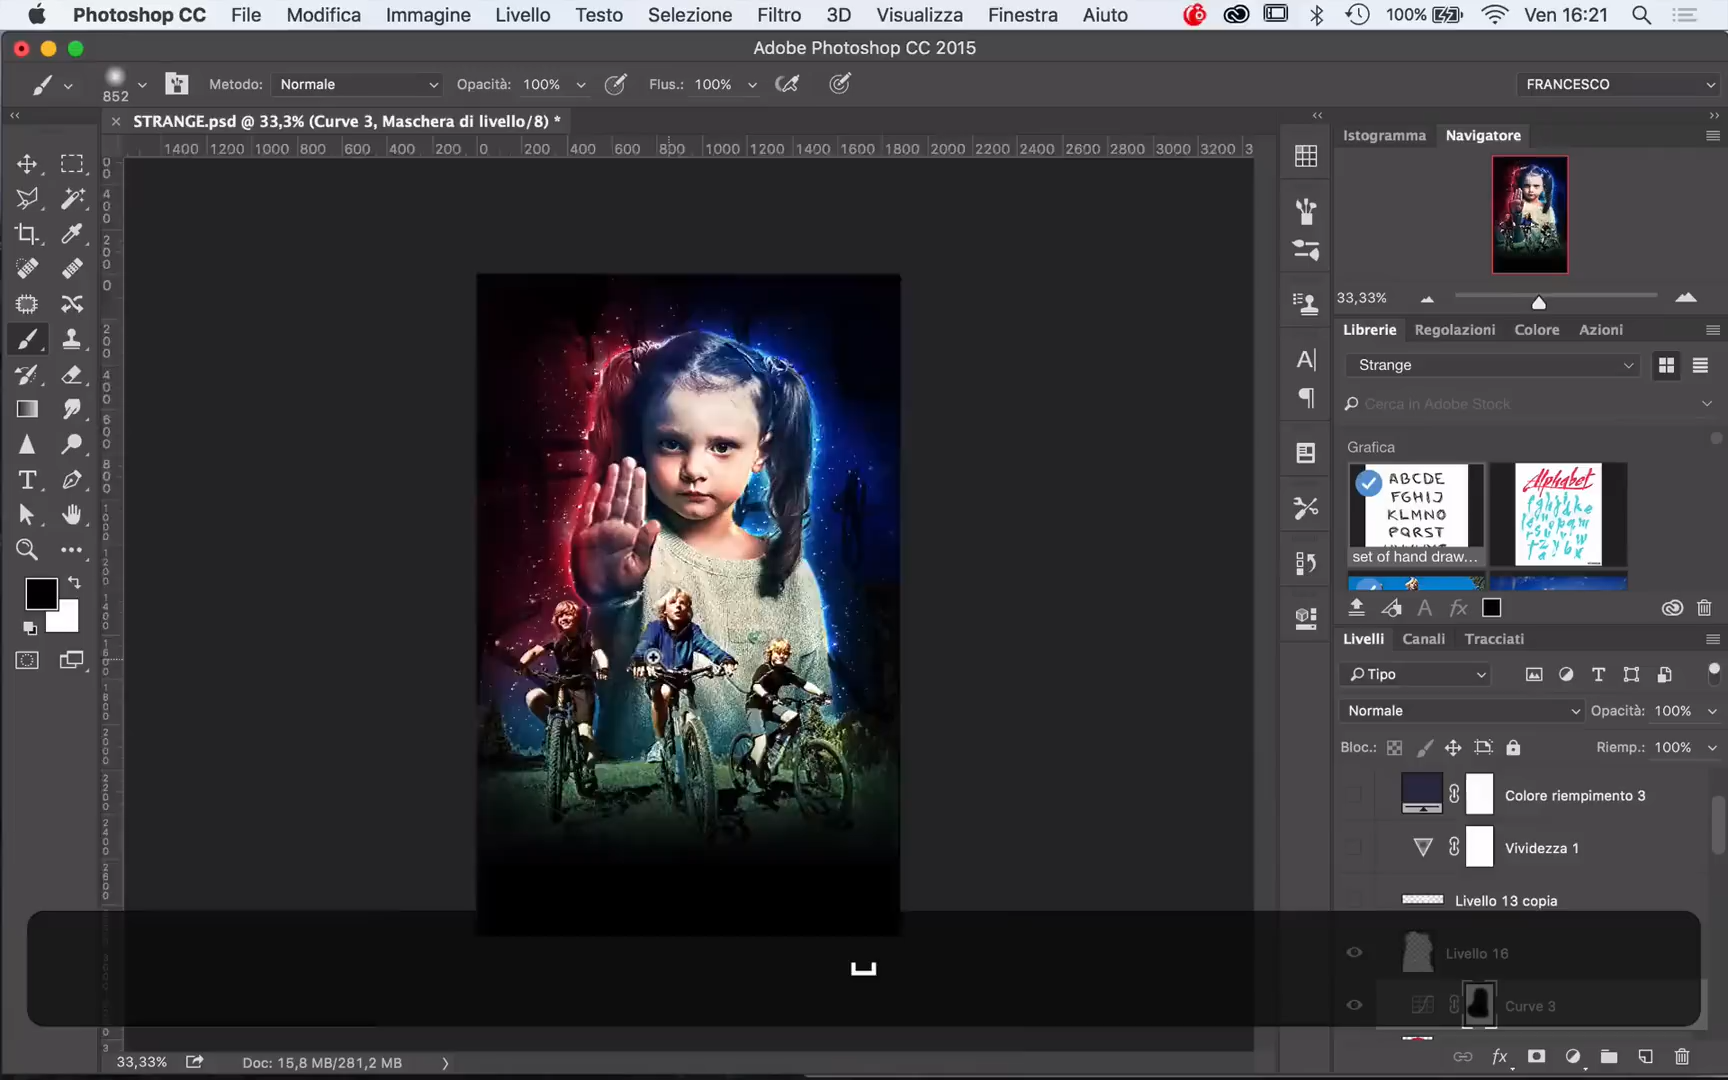 Photoshop CC File Modifica Immagine Livello Testo Selezione Filtro 3D Visualizza Finestra Aiuto 100% Ven 16:21
Adobe Photoshop CC 2015
852 Metodo: Normale Opacità: 100% Flus.: 100% FRANCESCO
STRANGE.psd @ 33,3% (Curve 3, Maschera di livello/8) *
1400 1200 1000 800 600 400 200 0 200 400 600 800 1000 1200 1400 1600 1800 2000 2200 2400 2600 2800 3000 3200 3
Istogramma Navigatore
33,33%
Librerie Regolazioni Colore Azioni
Strange
Cerca in Adobe Stock
Grafica
ABCDE
FGHIJ
KLMNO
PQRST
Alphabet
set of hand draw...
Livelli Canali Tracciati
Tipo
Normale Opacità: 100%
Bloc.: Riemp.: 100%
Colore riempimento 3
Vividezza 1
Livello 13 copia
Livello 16
Curve 3
33,33% Doc: 15,8 MB/281,2 MB